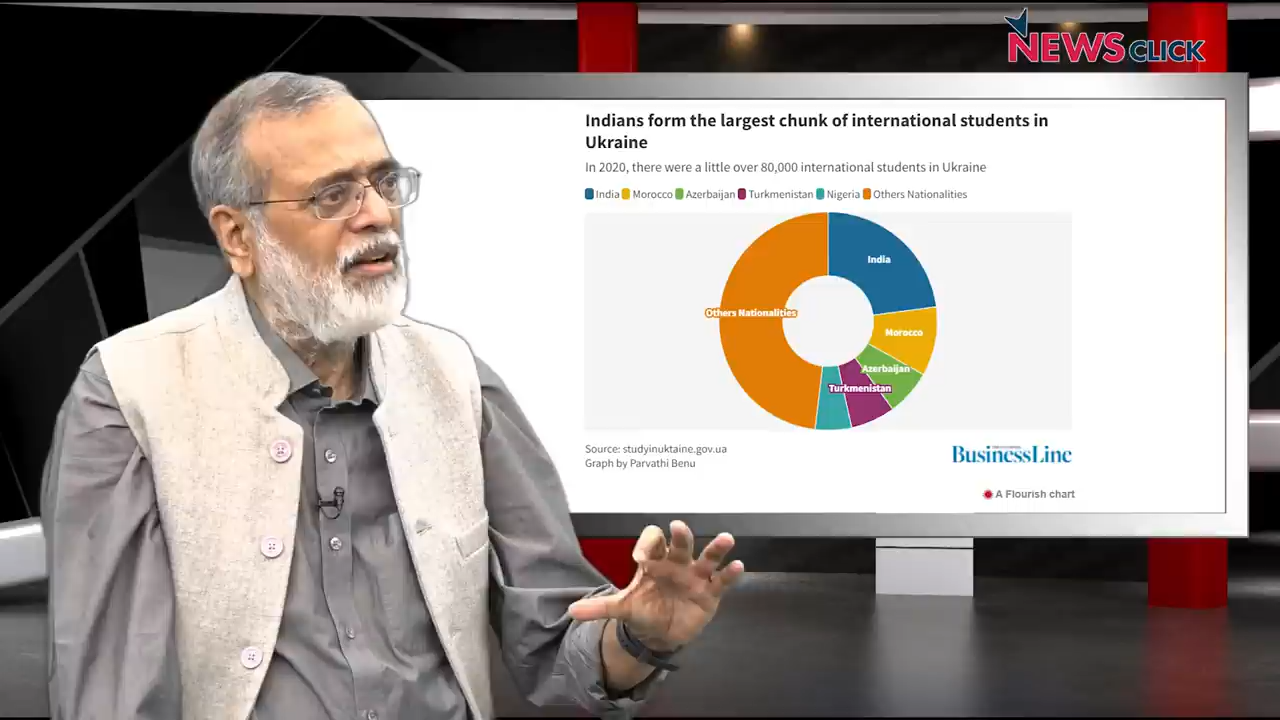 NEWSCLICK
Indians form the largest chunk of international students in
Ukraine
In 2020, there were a little over 80,000 international students in Ukraine
India Morocco Azerbaijan Turkmenistan Nigeria Others Nationalities
India
Others Nationalities
Morocco
Azerbaijan
Turkmenistan
Source: studyinuktaine.gov.ua
Graph by Parvathi Benu
BusinessLine
A Flourish chart